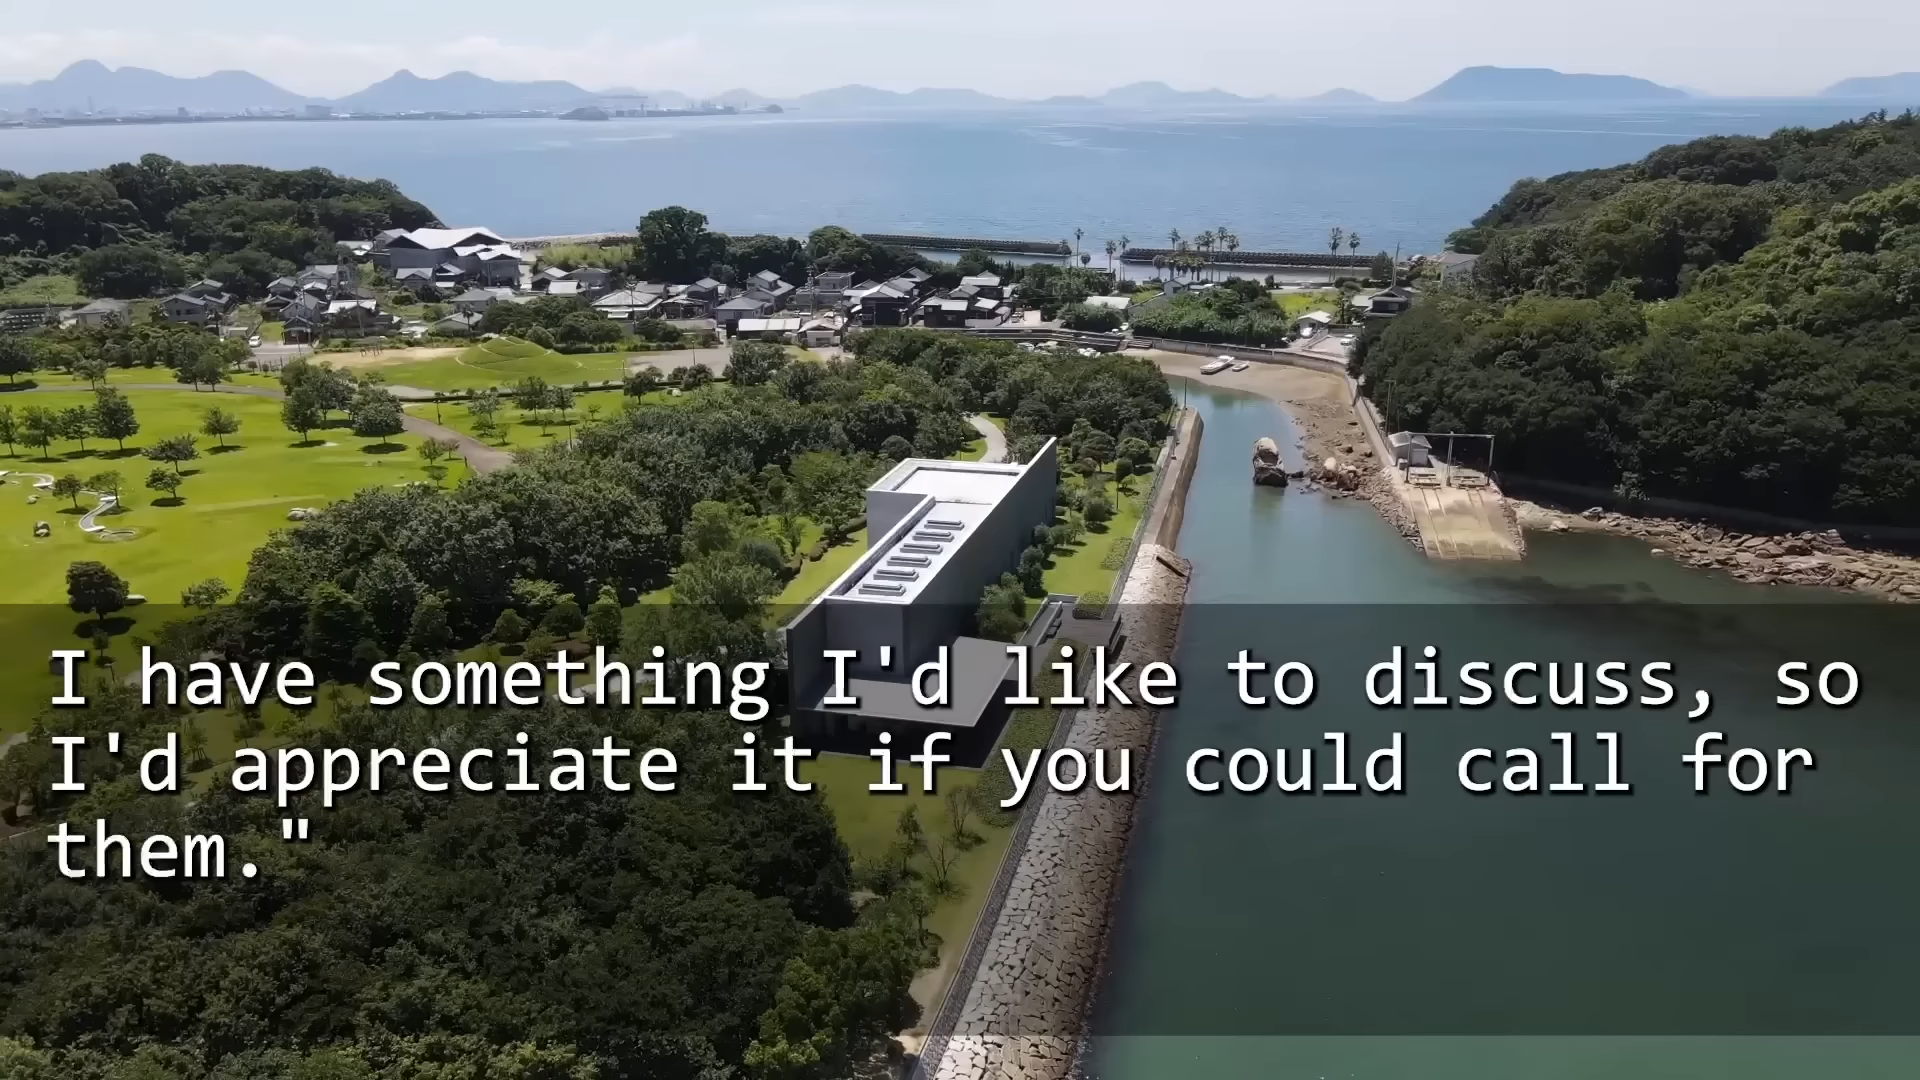 I have something I'd like to discuss, so
I'd appreciate it if you could call for
them."